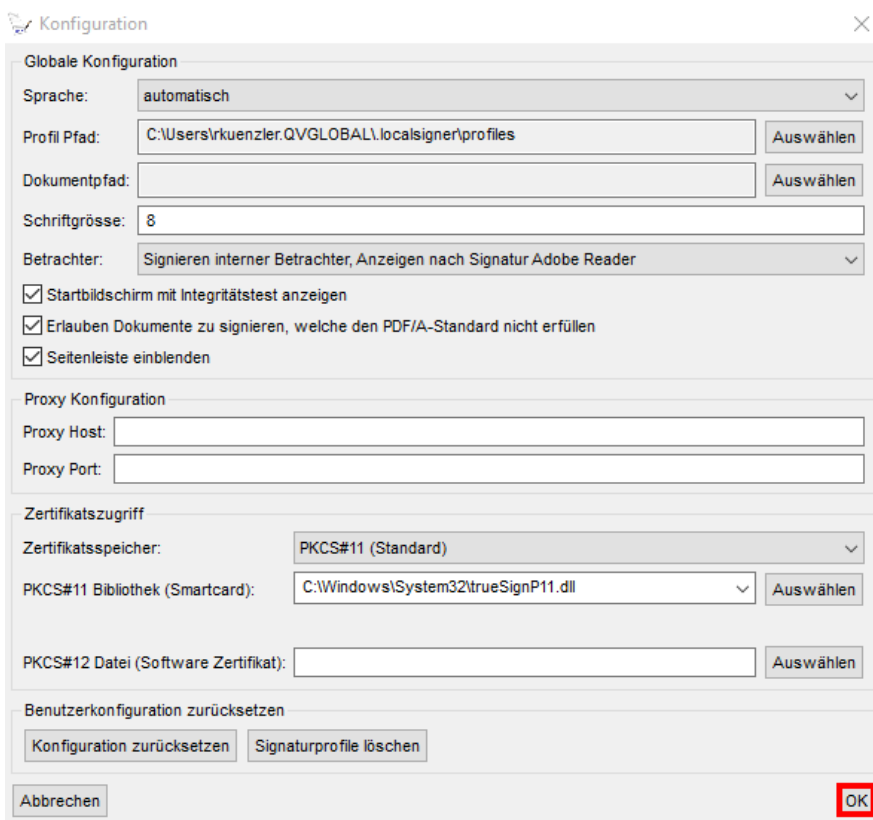 Konfiguration
Globale Konfiguration
Sprache: automatisch
Profil Pfad: C:\Users\rkuenzler.QVGLOBAL\.localsigner\profiles Auswählen
Dokumentpfad: Auswählen
Schriftgrösse: 8
Betrachter: Signieren interner Betrachter, Anzeigen nach Signatur Adobe Reader
Startbildschirm mit Integritätstest anzeigen
Erlauben Dokumente zu signieren, welche den PDF/A-Standard nicht erfüllen
Seitenleiste einblenden
Proxy Konfiguration
Proxy Host:
Proxy Port:
Zertifikatszugriff
Zertifikatsspeicher: PKCS#11 (Standard)
PKCS#11 Bibliothek (Smartcard): C:\Windows\System32\trueSignP11.dll Auswählen
PKCS#12 Datei (Software Zertifikat): Auswählen
Benutzerkonfiguration zurücksetzen
Konfiguration zurücksetzen Signaturprofile löschen
Abbrechen OK